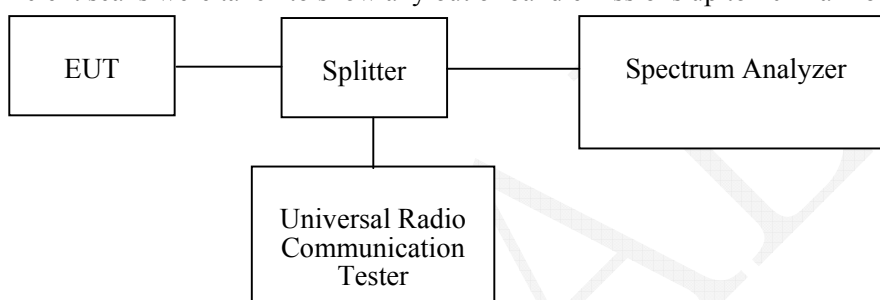 EUT
Splitter
Spectrum Analyzer
Universal Radio
Communication
Tester